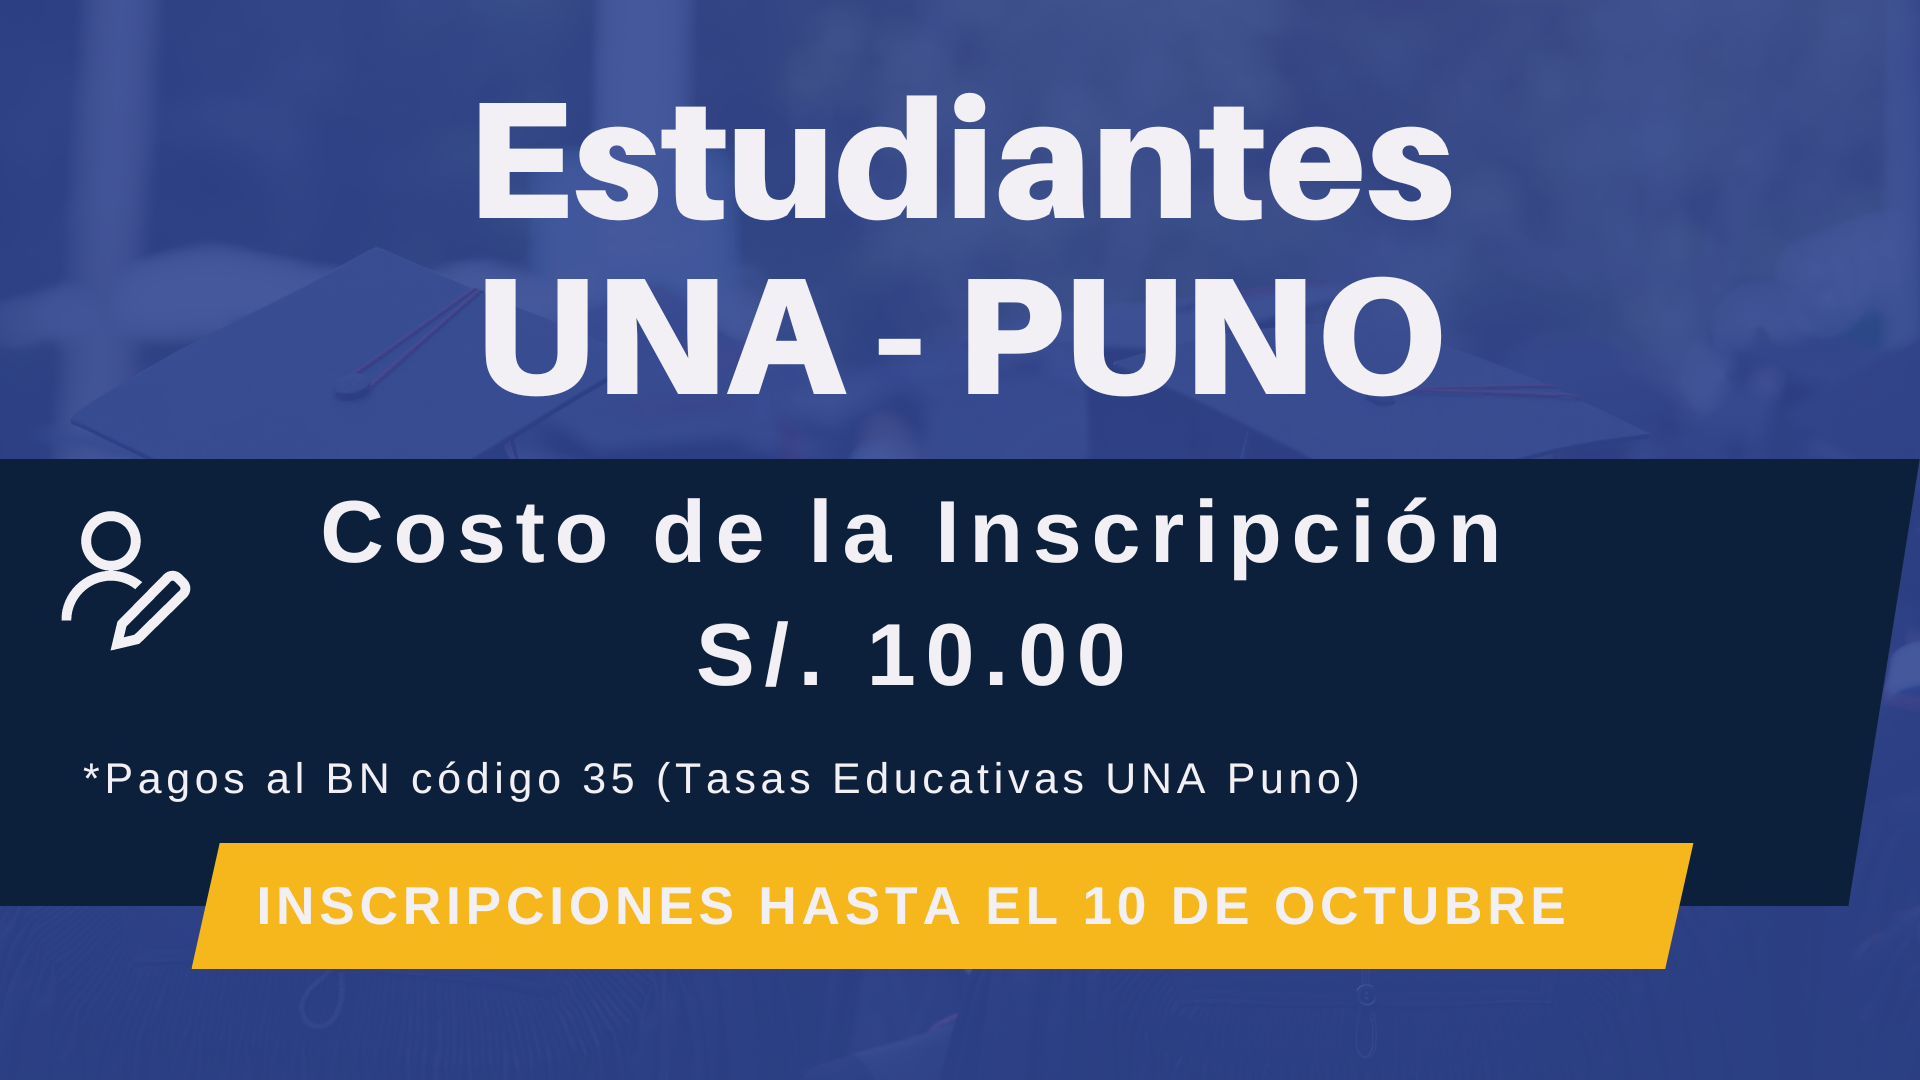 Estudiantes
UNA - PUNO
Costo de la Inscripción
S/. 10.00
*Pagos al BN código 35 (Tasas Educativas UNA Puno)
INSCRIPCIONES HASTA EL 10 DE OCTUBRE